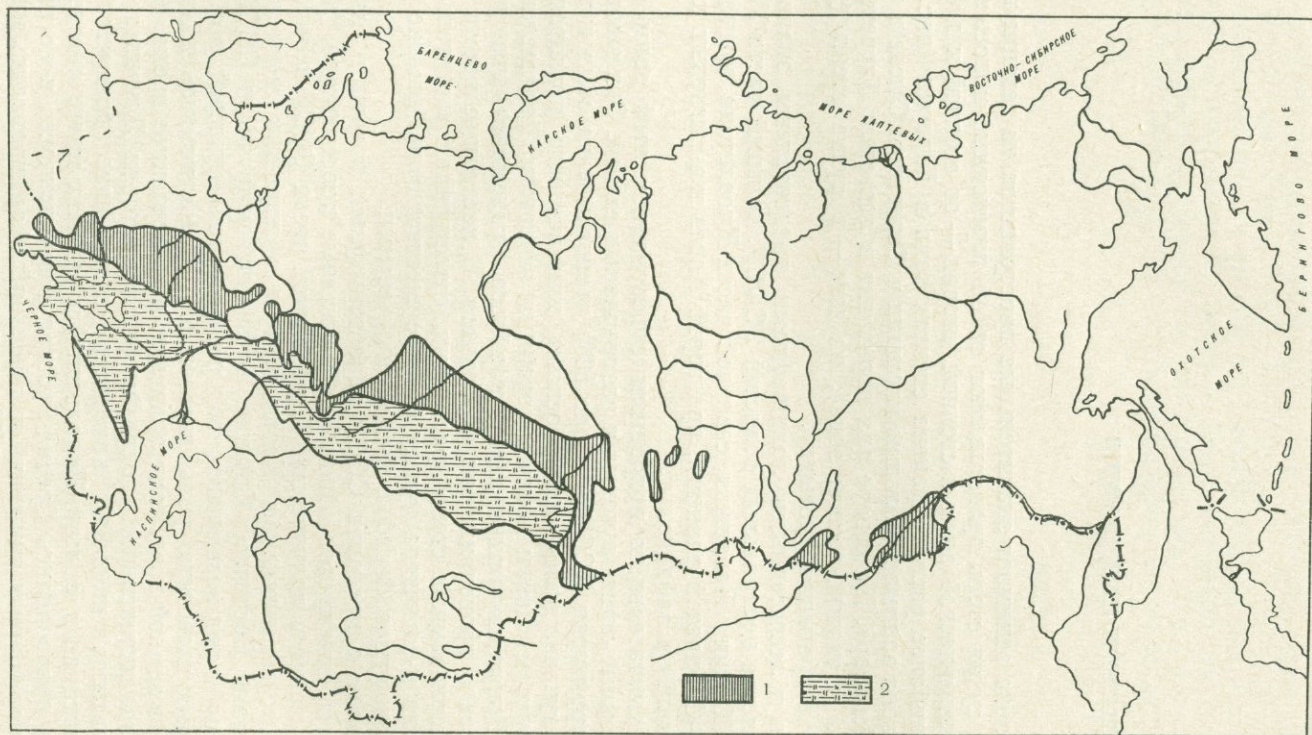 БАРЕНЦЕВО
МОРЕ
КАРСКОЕ МОРЕ
МОРЕ ЛАПТЕВЫХ
ВОСТОЧНО-СИБИРСКОЕ
МОРЕ
БЕРИНГОВО МОРЕ
ОХОТСКОЕ
МОРЕ
ЧЕРНОЕ МОРЕ
КАСПИЙСКОЕ МОРЕ
1
2